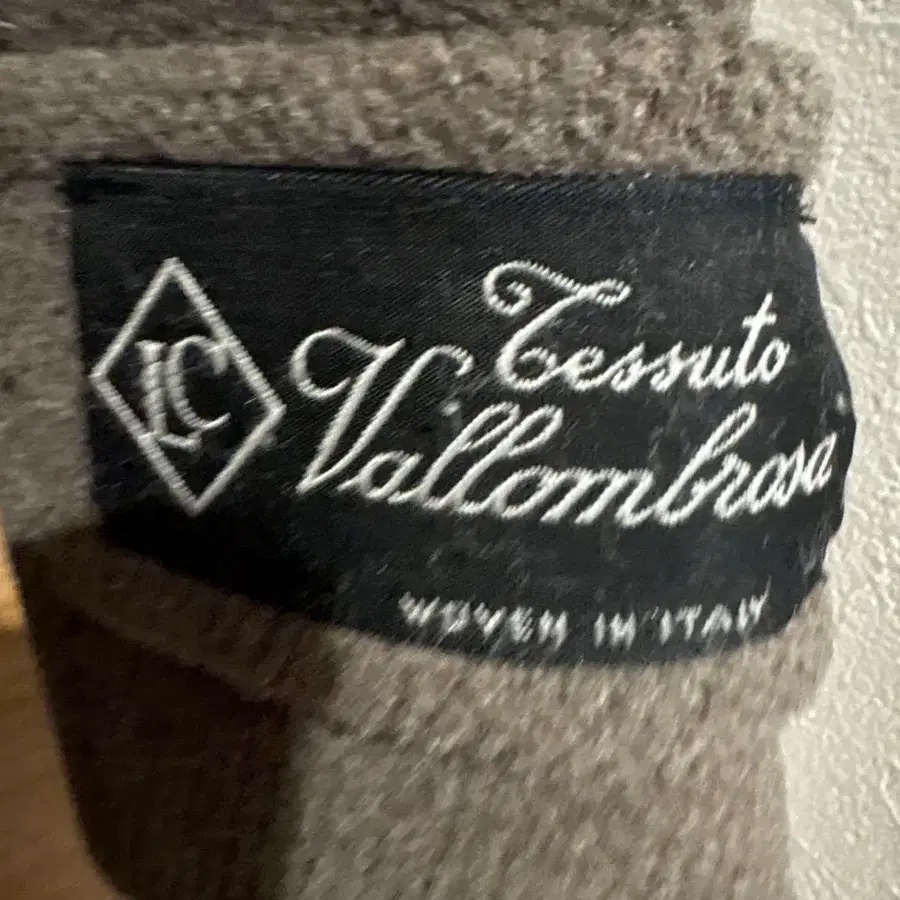 LC
Tessuto
Vallombrosa
WOVEN IN ITALY